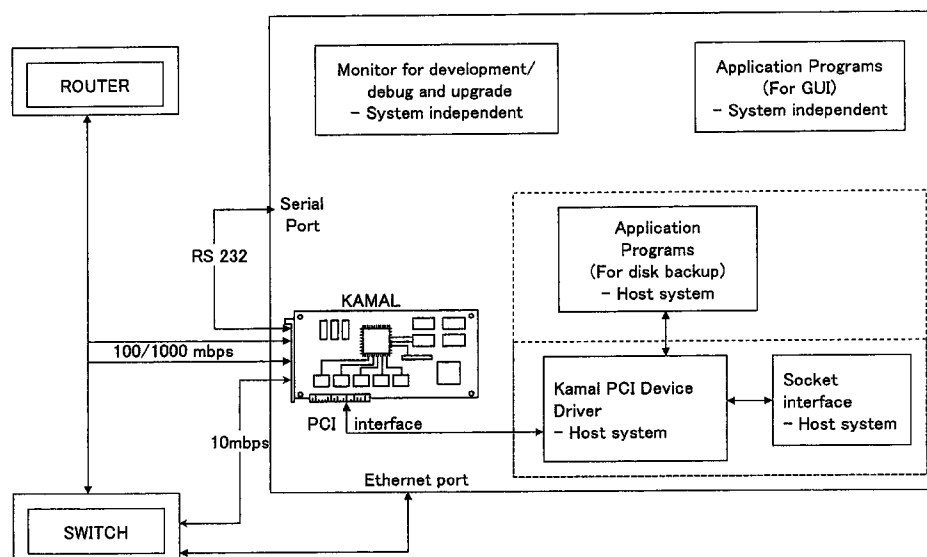 ROUTER
Monitor for development/
debug and upgrade
- System independent
Application Programs
(For GUI)
- System independent
Serial
Port
RS 232
Application
Programs
(For disk backup)
- Host system
KAMAL
100/1000 mbps
Kamal PCI Device
Driver
- Host system
Socket
interface
- Host system
PCI interface
10mbps
Ethernet port
SWITCH